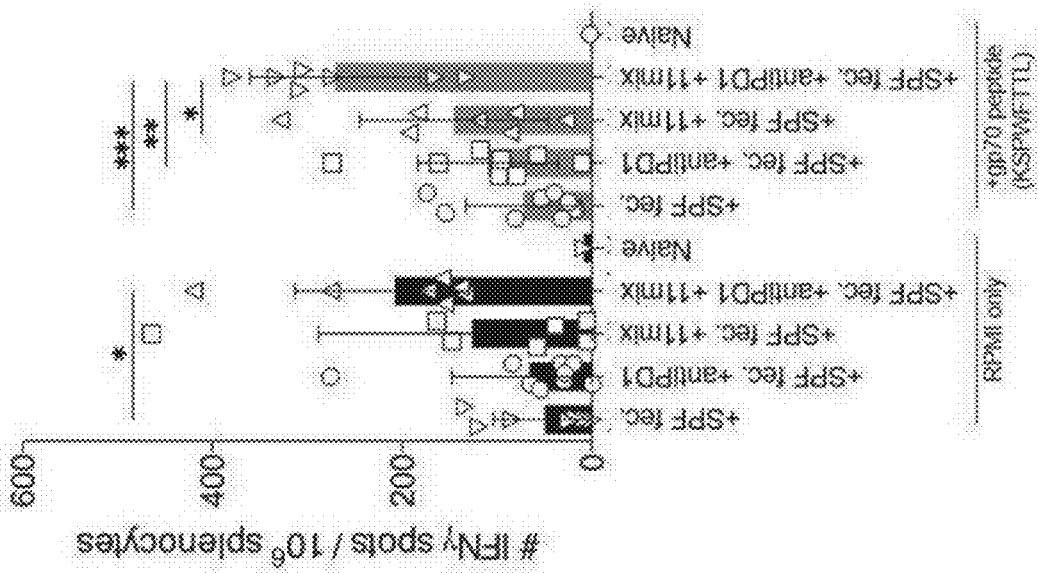 # IFNγ spots / 10⁶ splenocytes
600
400
200
0
+SPF fec.
+SPF fec. +antiPD1
+SPF fec. +11mix
+SPF fec. +antiPD1 +11mix
Naive
+SPF fec.
+SPF fec. +antiPD1
+SPF fec. +11mix
+SPF fec. +antiPD1 +11mix
Naive
RPMI only
+gp70 peptide
(KSPWFTTL)
*
***
**
*